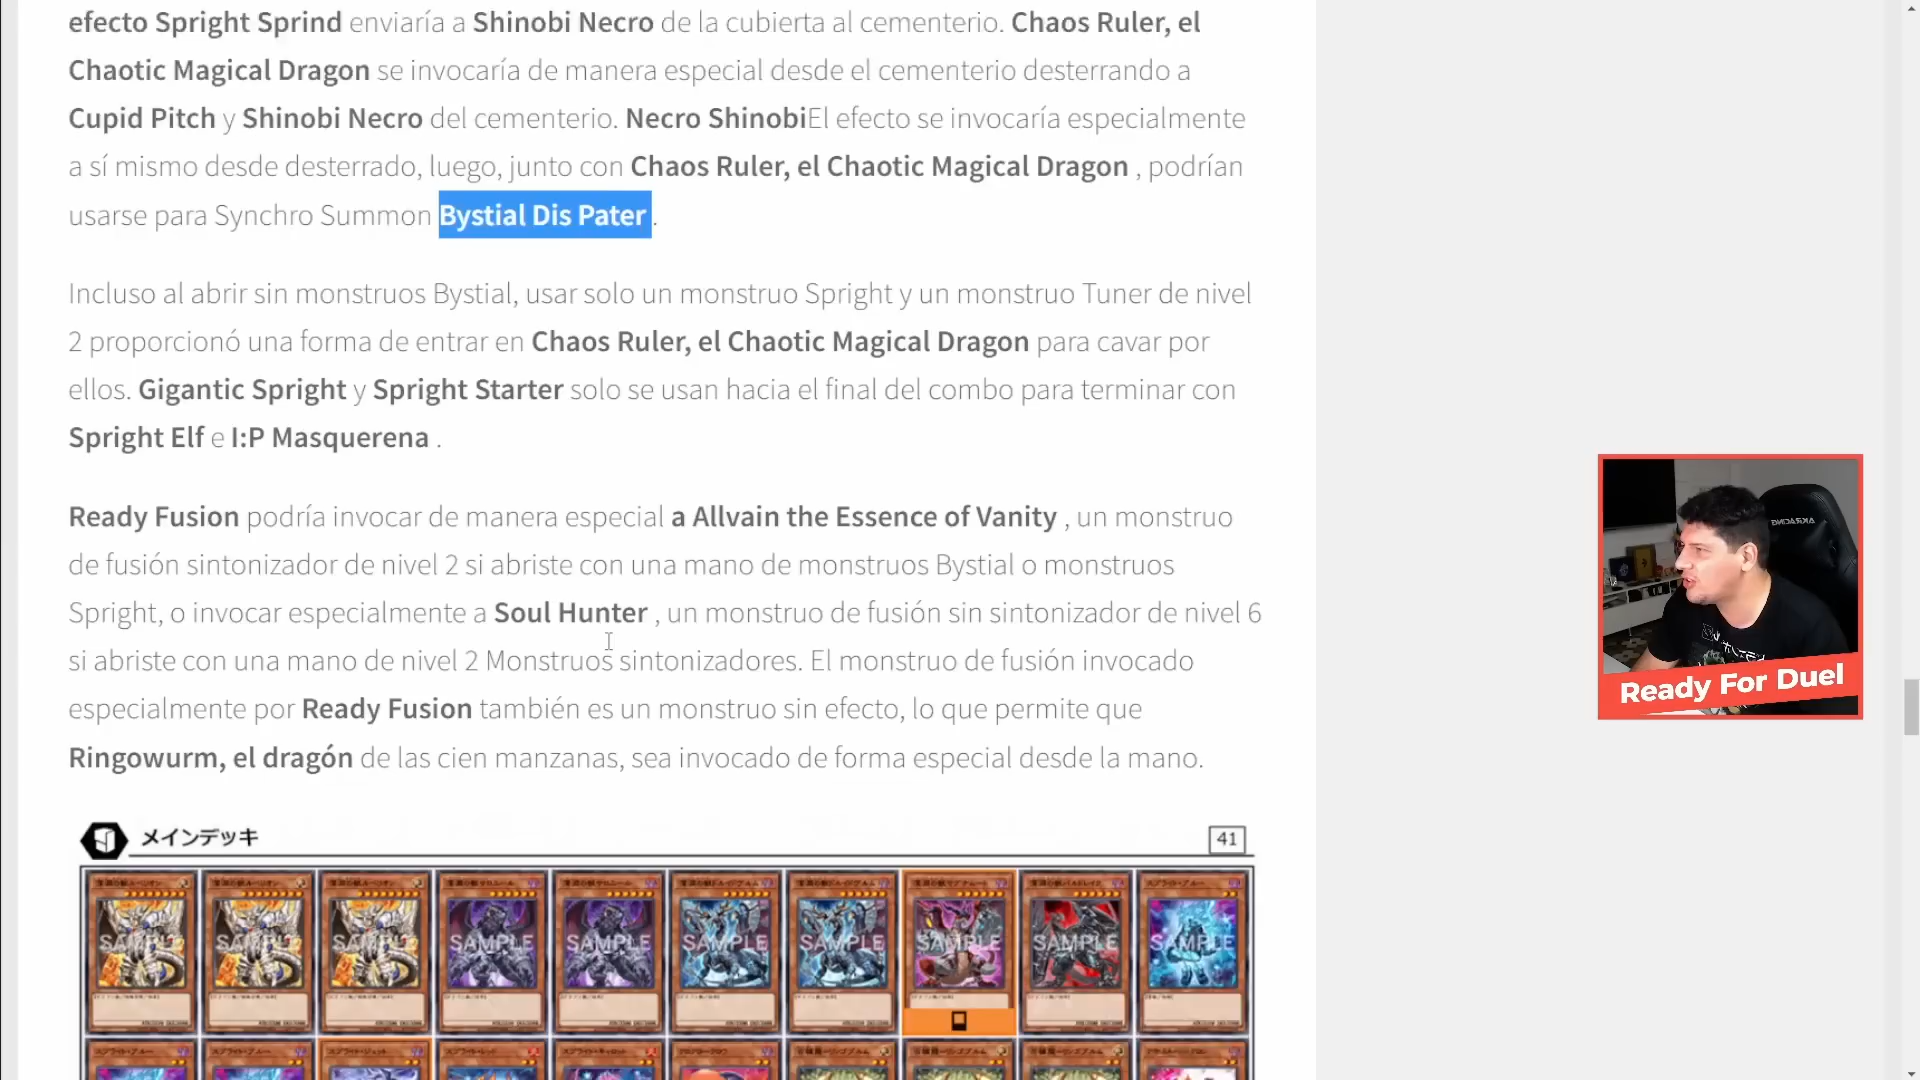 efecto Spright Sprind enviaría a Shinobi Necro de la cubierta al cementerio. Chaos Ruler, el
Chaotic Magical Dragon se invocaría de manera especial desde el cementerio desterrando a
Cupid Pitch y Shinobi Necro del cementerio. Necro ShinobiEl efecto se invocaría especialmente
a sí mismo desde desterrado, luego, junto con Chaos Ruler, el Chaotic Magical Dragon , podrían
usarse para Synchro Summon Bystial Dis Pater .
Incluso al abrir sin monstruos Bystial, usar solo un monstruo Spright y un monstruo Tuner de nivel
2 proporcionó una forma de entrar en Chaos Ruler, el Chaotic Magical Dragon para cavar por
ellos. Gigantic Spright y Spright Starter solo se usan hacia el final del combo para terminar con
Spright Elf e I:P Masquerena .
Ready Fusion podría invocar de manera especial a Allvain the Essence of Vanity , un monstruo
de fusión sintonizador de nivel 2 si abriste con una mano de monstruos Bystial o monstruos
Spright, o invocar especialmente a Soul Hunter , un monstruo de fusión sin sintonizador de nivel 6
si abriste con una mano de nivel 2 Monstruos sintonizadores. El monstruo de fusión invocado
especialmente por Ready Fusion también es un monstruo sin efecto, lo que permite que
Ringowurm, el dragón de las cien manzanas, sea invocado de forma especial desde la mano.
AKRACING
Ready For Duel
メインデッキ 41
SAMPLE SAMPLE SAMPLE SAMPLE SAMPLE SAMPLE SAMPLE SAMPLE SAMPLE SAMPLE